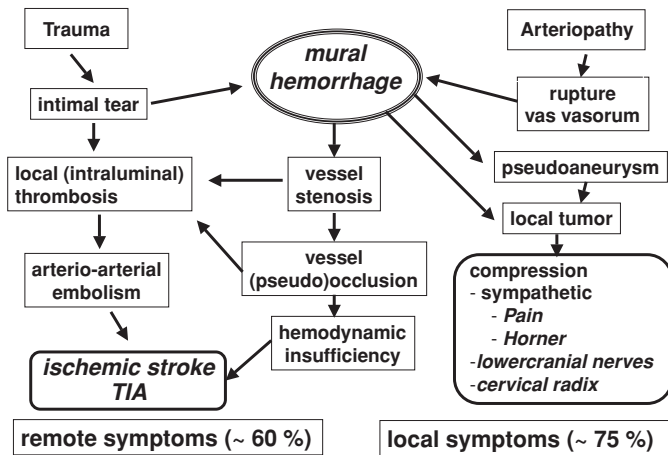 Trauma
mural
hemorrhage
Arteriopathy
intimal tear
rupture
vas vasorum
local (intraluminal)
thrombosis
vessel
stenosis
pseudoaneurysm
local tumor
arterio-arterial
embolism
vessel
(pseudo)occlusion
hemodynamic
insufficiency
compression
- sympathetic
- Pain
- Horner
-lowercranial nerves
-cervical radix
ischemic stroke
TIA
remote symptoms (~ 60 %)
local symptoms (~ 75 %)